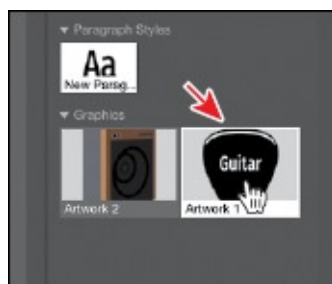 Paragraph Styles
Aa
New Parag...
Graphics
Guitar
Artwork 2
Artwork 1